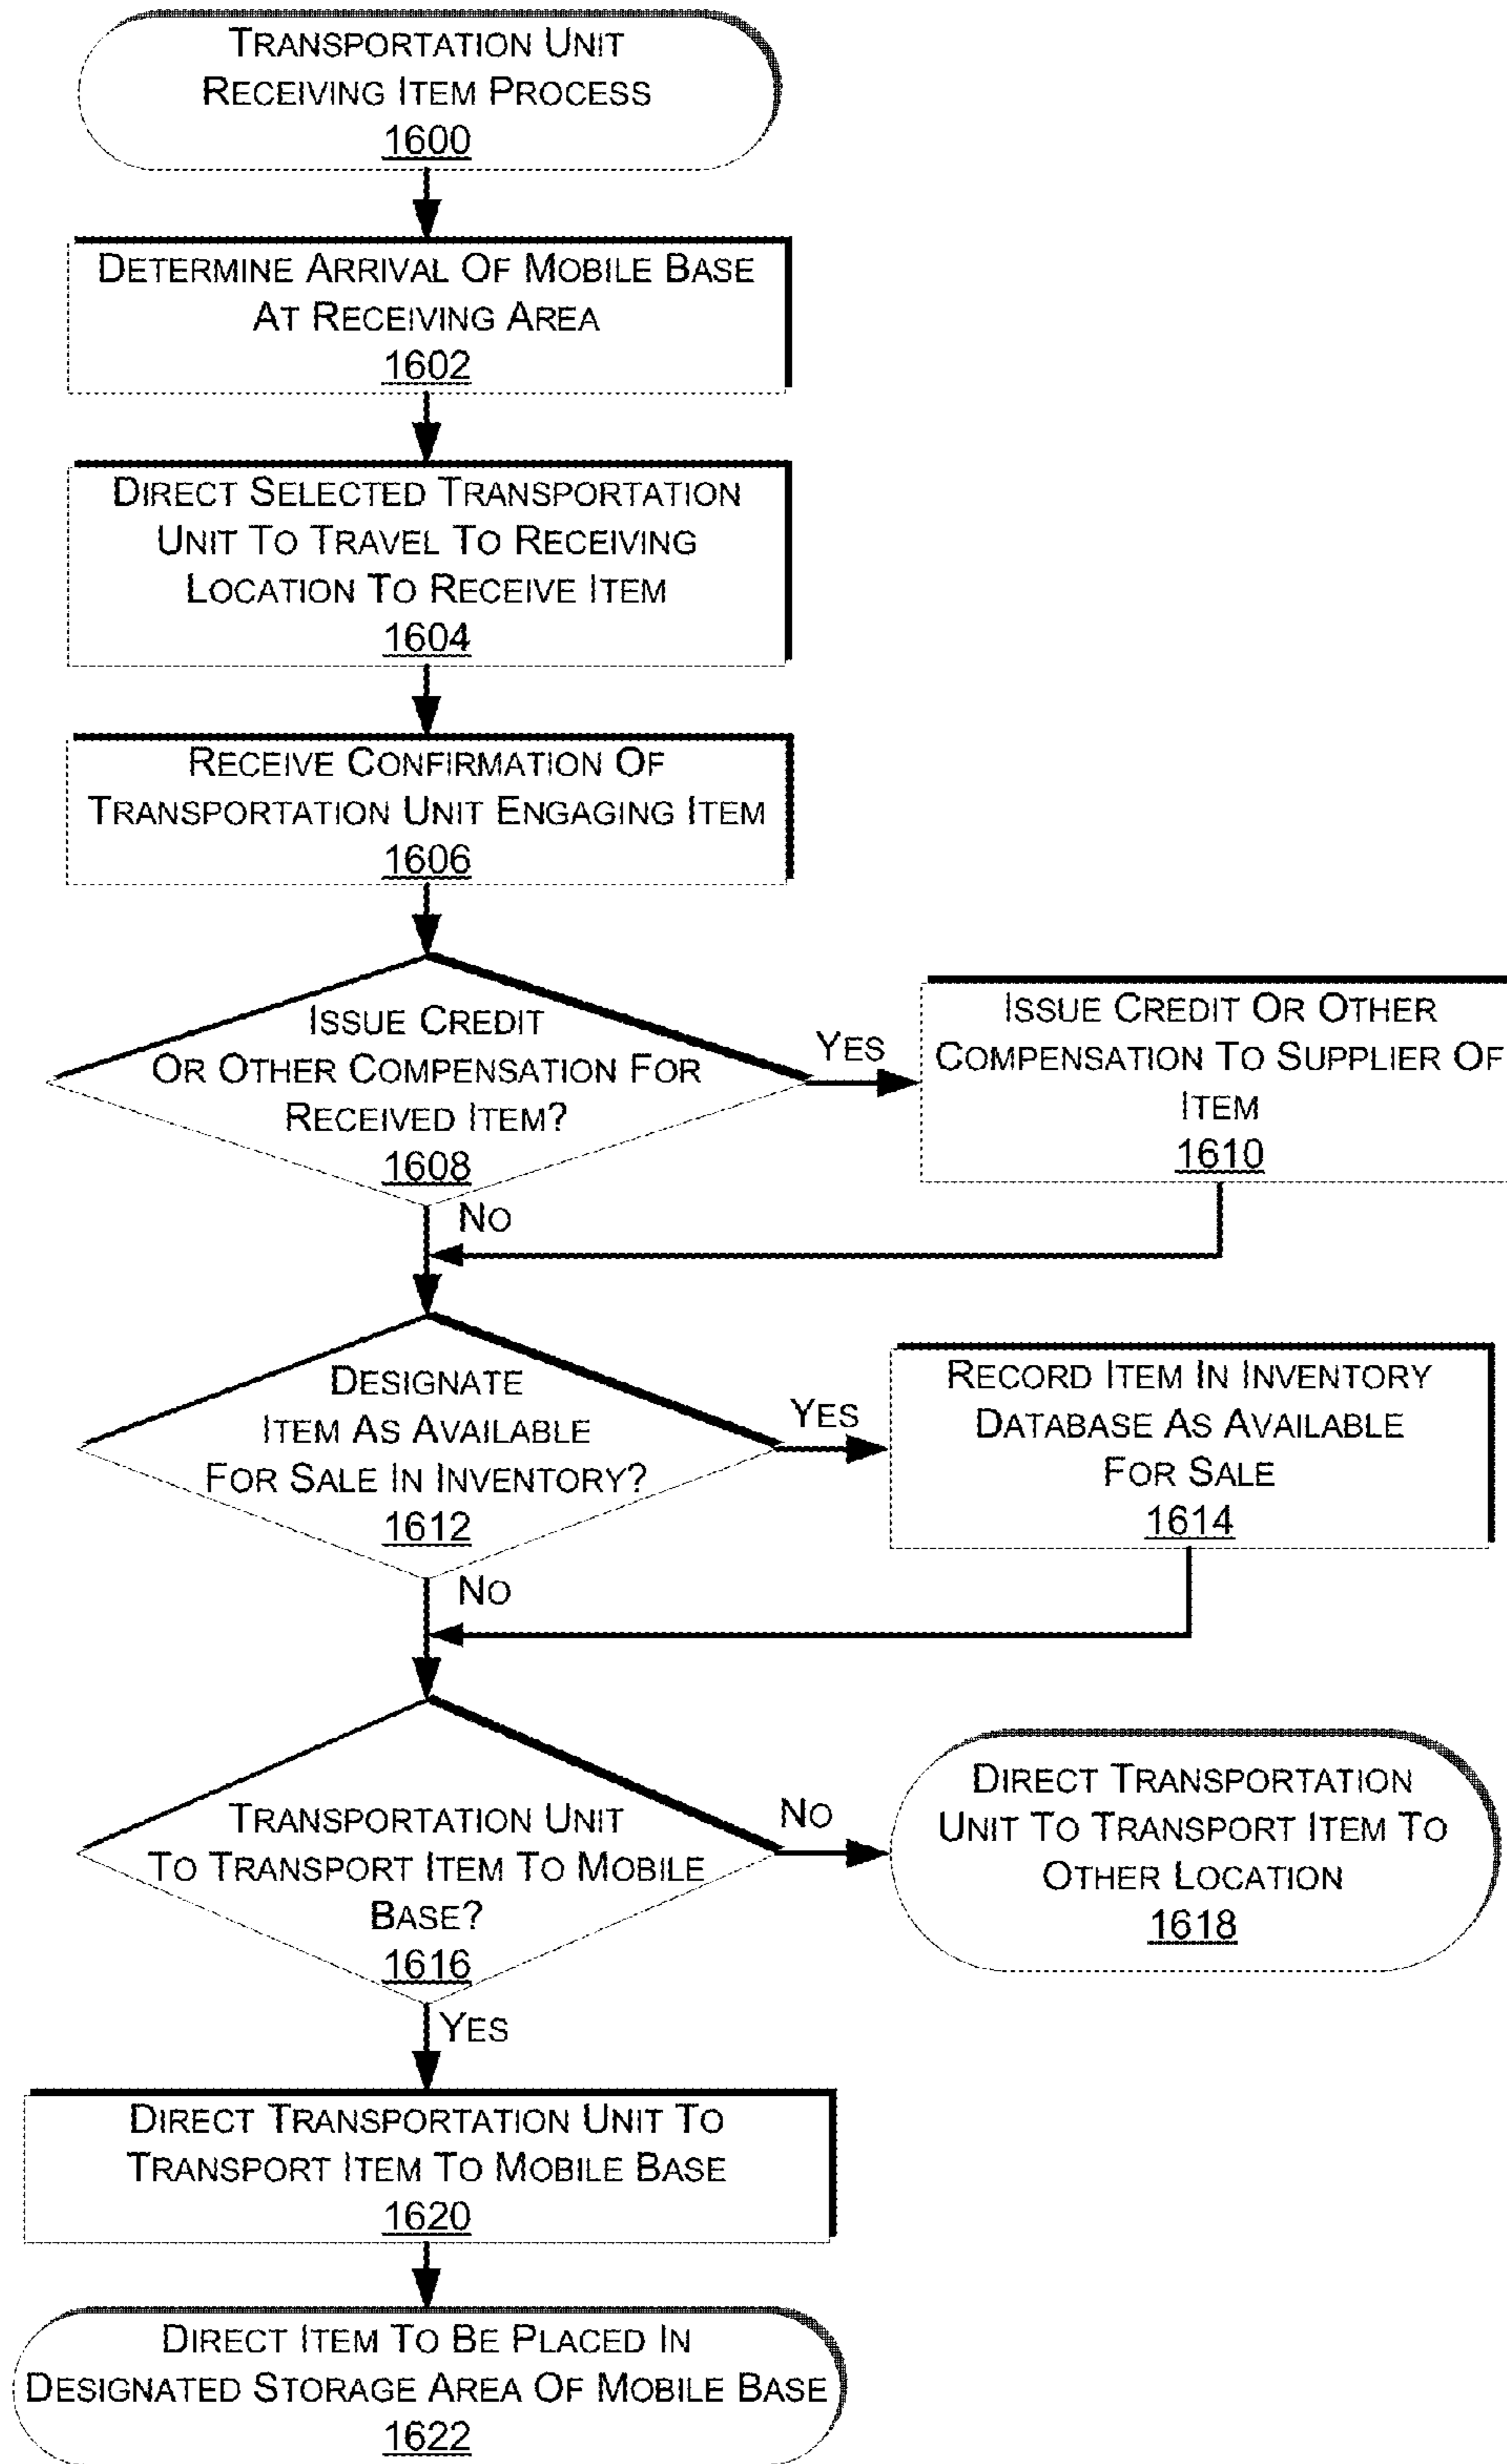 TRANSPORTATION UNIT
RECEIVING ITEM PROCESS
1600
DETERMINE ARRIVAL OF MOBILE BASE
AT RECEIVING AREA
1602
DIRECT SELECTED TRANSPORTATION
UNIT TO TRAVEL TO RECEIVING
LOCATION TO RECEIVE ITEM
1604
RECEIVE CONFIRMATION OF
TRANSPORTATION UNIT ENGAGING ITEM
1606
ISSUE CREDIT
OR OTHER COMPENSATION FOR
RECEIVED ITEM?
1608
YES
ISSUE CREDIT OR OTHER
COMPENSATION TO SUPPLIER OF
ITEM
1610
NO
DESIGNATE
ITEM AS AVAILABLE
FOR SALE IN INVENTORY?
1612
YES
RECORD ITEM IN INVENTORY
DATABASE AS AVAILABLE
FOR SALE
1614
NO
TRANSPORTATION UNIT
TO TRANSPORT ITEM TO MOBILE
BASE?
1616
NO
DIRECT TRANSPORTATION
UNIT TO TRANSPORT ITEM TO
OTHER LOCATION
1618
YES
DIRECT TRANSPORTATION UNIT TO
TRANSPORT ITEM TO MOBILE BASE
1620
DIRECT ITEM TO BE PLACED IN
DESIGNATED STORAGE AREA OF MOBILE BASE
1622